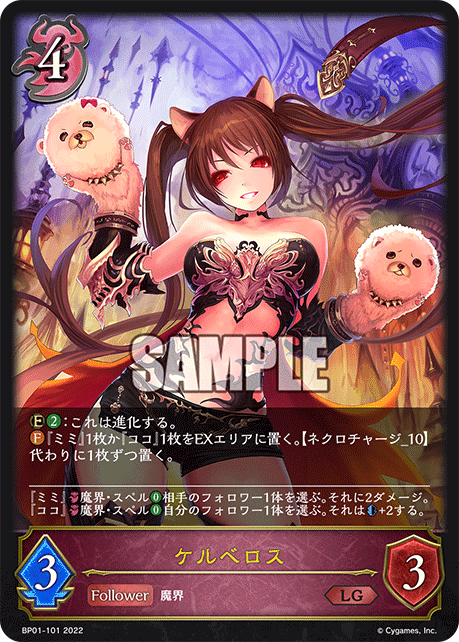 4
SAMPLE
E 2:これは進化する。
F 『ミミ』1枚か『ココ』1枚をEXエリアに置く。【ネクロチャージ_10】
代わりに1枚ずつ置く。
『ミミ』魔界・スペル 0 相手のフォロワー1体を選ぶ。それに2ダメージ。
『ココ』魔界・スペル 0 自分のフォロワー1体を選ぶ。それは+2する。
ケルベロス
3
Follower 魔界
LG
3
BP01-101 2022
© Cygames, Inc.